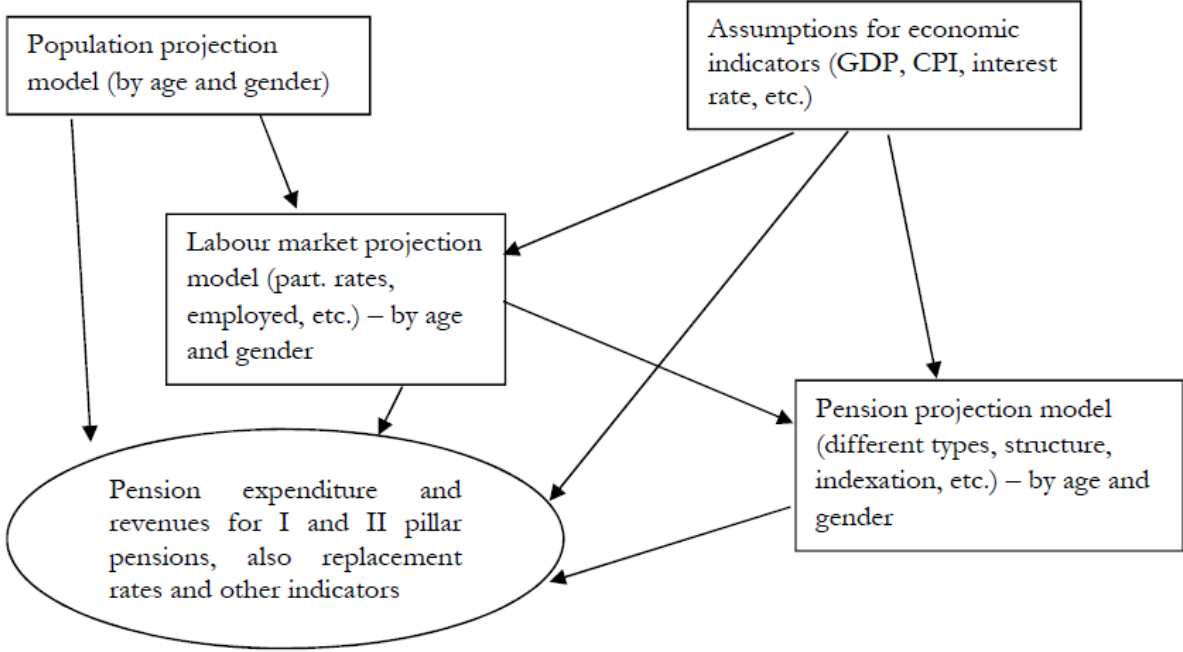 Population projection
model (by age and gender)
Assumptions for economic
indicators (GDP, CPI, interest
rate, etc.)
Labour market projection
model (part. rates,
employed, etc.) – by age
and gender
Pension projection model
(different types, structure,
indexation, etc.) – by age and
gender
Pension expenditure and
revenues for I and II pillar
pensions, also replacement
rates and other indicators